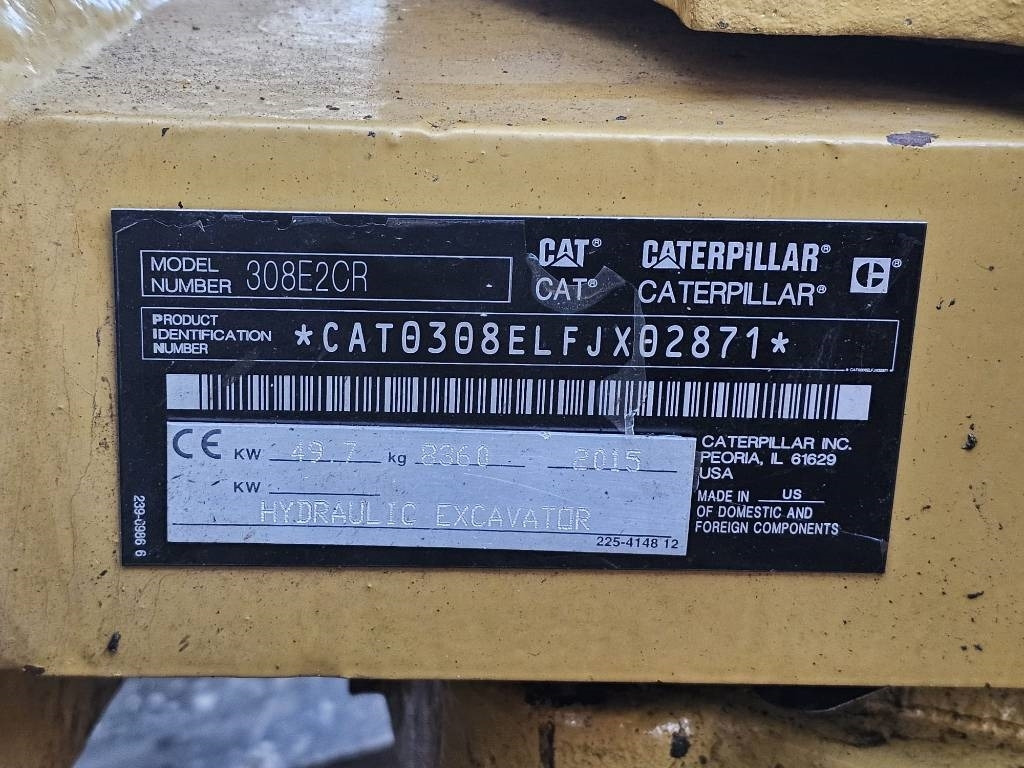 MODEL NUMBER 308E2CR
CAT® CATERPILLAR®
CAT® CATERPILLAR®
PRODUCT IDENTIFICATION NUMBER *CAT0308ELFJX02871*
CE KW 49.7 kg 8360 2015
KW
HYDRAULIC EXCAVATOR
225-4148 12
CATERPILLAR INC.
PEORIA, IL 61629
USA
MADE IN US
OF DOMESTIC AND
FOREIGN COMPONENTS
239-0986 6